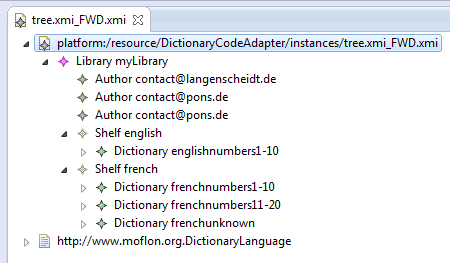 tree.xmi_FWD.xmi
platform:/resource/DictionaryCodeAdapter/instances/tree.xmi_FWD.xmi
Library myLibrary
Author contact@langenscheidt.de
Author contact@pons.de
Author contact@pons.de
Shelf english
Dictionary englishnumbers1-10
Shelf french
Dictionary frenchnumbers1-10
Dictionary frenchnumbers11-20
Dictionary frenchunknown
http://www.moflon.org.DictionaryLanguage